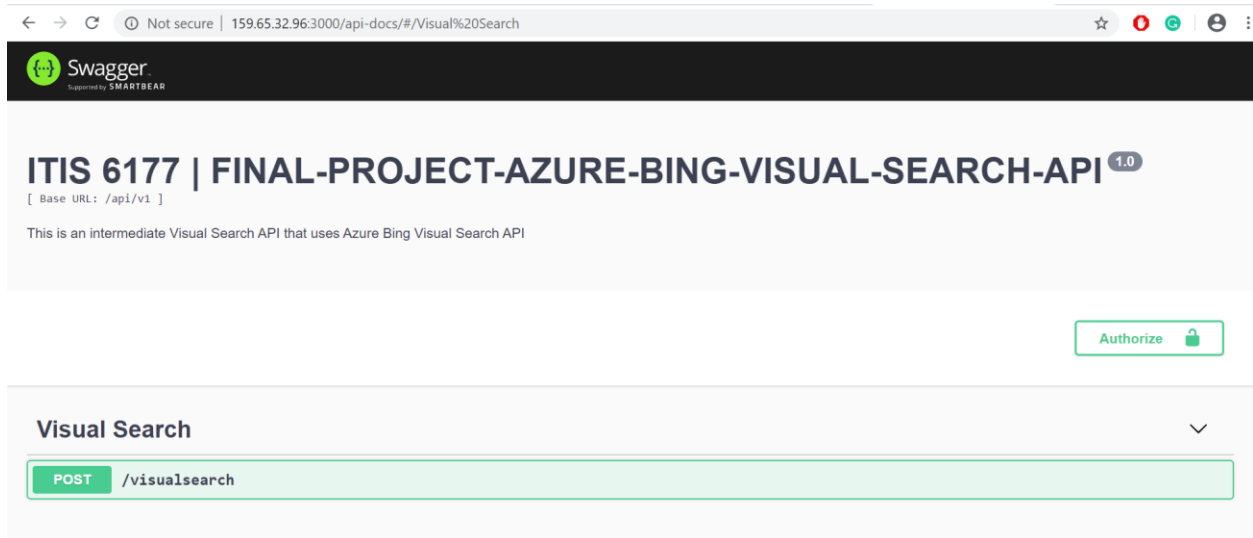 Not secure | 159.65.32.96:3000/api-docs/#/Visual%20Search
Swagger
Supported by SMARTBEAR
ITIS 6177 | FINAL-PROJECT-AZURE-BING-VISUAL-SEARCH-API 1.0
[ Base URL: /api/v1 ]
This is an intermediate Visual Search API that uses Azure Bing Visual Search API
Authorize
Visual Search
POST /visualsearch